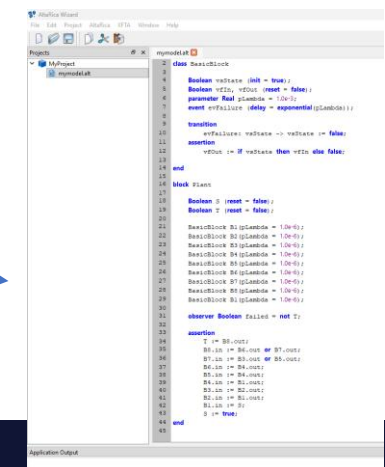 AltaRica Wizard
File Edit Project AltaRica XFTA Window Help
Projects
mymodel.alt
MyProject
mymodel.alt
2 class BasicBlock
3
4 Boolean vsState (init = true);
5 Boolean vfIn, vfOut (reset = false);
6 parameter Real pLambda = 1.0e-5;
7 event evFailure (delay = exponential(pLambda));
8
9 transition
10 evFailure: vsState -> vsState := false;
11 assertion
12 vfOut := if vsState then vfIn else false;
13
14 end
15
16 block Plant
17
18 Boolean S (reset = false);
19 Boolean T (reset = false);
20
21 BasicBlock B1(pLambda = 1.0e-6);
22 BasicBlock B2(pLambda = 1.0e-6);
23 BasicBlock B3(pLambda = 1.0e-6);
24 BasicBlock B4(pLambda = 1.0e-6);
25 BasicBlock B5(pLambda = 1.0e-6);
26 BasicBlock B6(pLambda = 1.0e-6);
27 BasicBlock B7(pLambda = 1.0e-6);
28 BasicBlock B8(pLambda = 1.0e-6);
29 BasicBlock (pLambda = 1.0e-6);
30
31 observer Boolean failed = not T;
32
33 assertion
34 T := B8.out;
35 B8.in := B6.out or B7.out;
36 B7.in := out or B5.out;
37 B6.in := B4.out;
38 B5.in := B4.out;
39 B4.in := B1.out;
40 B3.in := B2.out;
41 B2.in := B1.out;
42 B1.in := S;
43 S := true;
44 end
45
Application Output